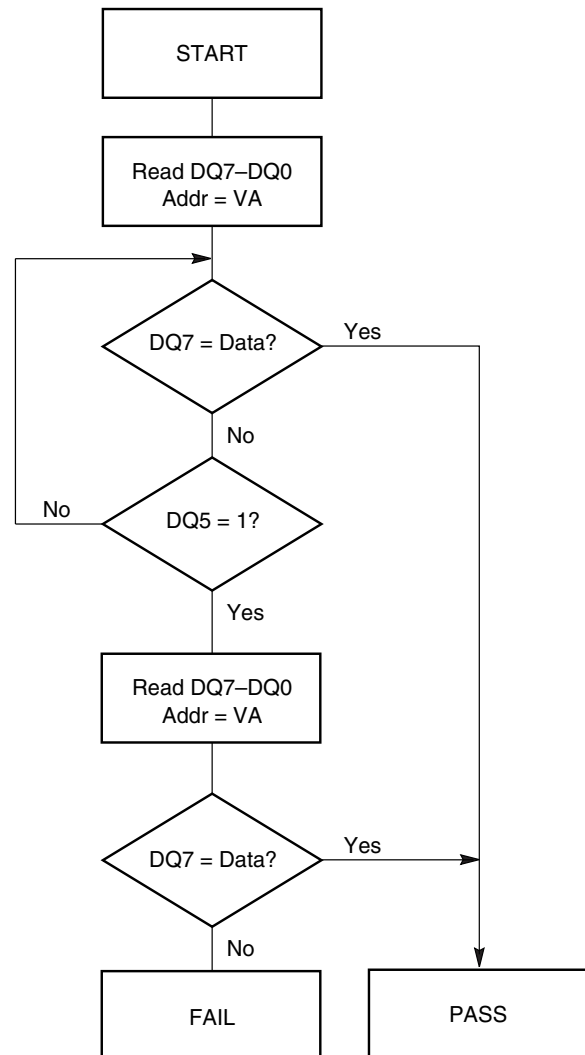 START
Read DQ7–DQ0
Addr = VA
DQ7 = Data?
Yes
No
DQ5 = 1?
No
Yes
Read DQ7–DQ0
Addr = VA
DQ7 = Data?
Yes
No
FAIL
PASS